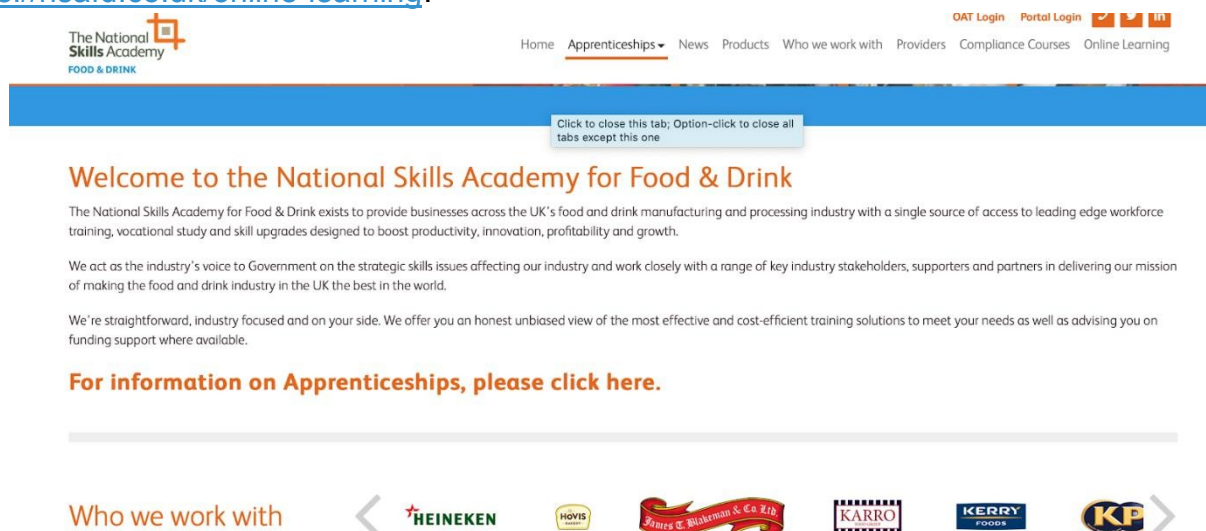 nsafd.co.uk/online-learning.
OAT Login Portal Login
The National
Skills Academy
FOOD & DRINK
Home Apprenticeships News Products Who we work with Providers Compliance Courses Online Learning
Click to close this tab; Option-click to close all
tabs except this one
Welcome to the National Skills Academy for Food & Drink
The National Skills Academy for Food & Drink exists to provide businesses across the UK's food and drink manufacturing and processing industry with a single source of access to leading edge workforce
training, vocational study and skill upgrades designed to boost productivity, innovation, profitability and growth.
We act as the industry's voice to Government on the strategic skills issues affecting our industry and work closely with a range of key industry stakeholders, supporters and partners in delivering our mission
of making the food and drink industry in the UK the best in the world.
We're straightforward, industry focused and on your side. We offer you an honest unbiased view of the most effective and cost-efficient training solutions to meet your needs as well as advising you on
funding support where available.
For information on Apprenticeships, please click here.
Who we work with
HEINEKEN
HOVIS
James T. Blakeman & Co. Ltd.
KARRO
KERRY
FOODS
KP